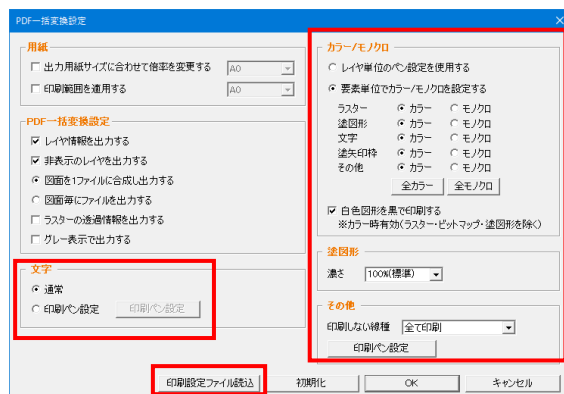 PDF一括変換設定
用紙
出力用紙サイズに合わせて倍率を変更する A0
印刷範囲を適用する A0
PDF一括変換設定
レイヤ情報を出力する
非表示のレイヤを出力する
図面を1ファイルに合成し出力する
図面毎にファイルを出力する
ラスターの透過情報を出力する
グレー表示で出力する
文字
通常
印刷ペン設定 印刷ペン設定
カラー/モノクロ
レイヤ単位のペン設定を使用する
要素単位でカラー/モノクロを設定する
ラスター カラー モノクロ
塗図形 カラー モノクロ
文字 カラー モノクロ
塗矢印枠 カラー モノクロ
その他 カラー モノクロ
全カラー 全モノクロ
白色図形を黒で印刷する
※カラー時有効(ラスター・ビットマップ・塗図形を除く)
塗図形
濃さ 100%(標準)
その他
印刷しない線種 全て印刷
印刷ペン設定
印刷設定ファイル読込 初期化 OK キャンセル